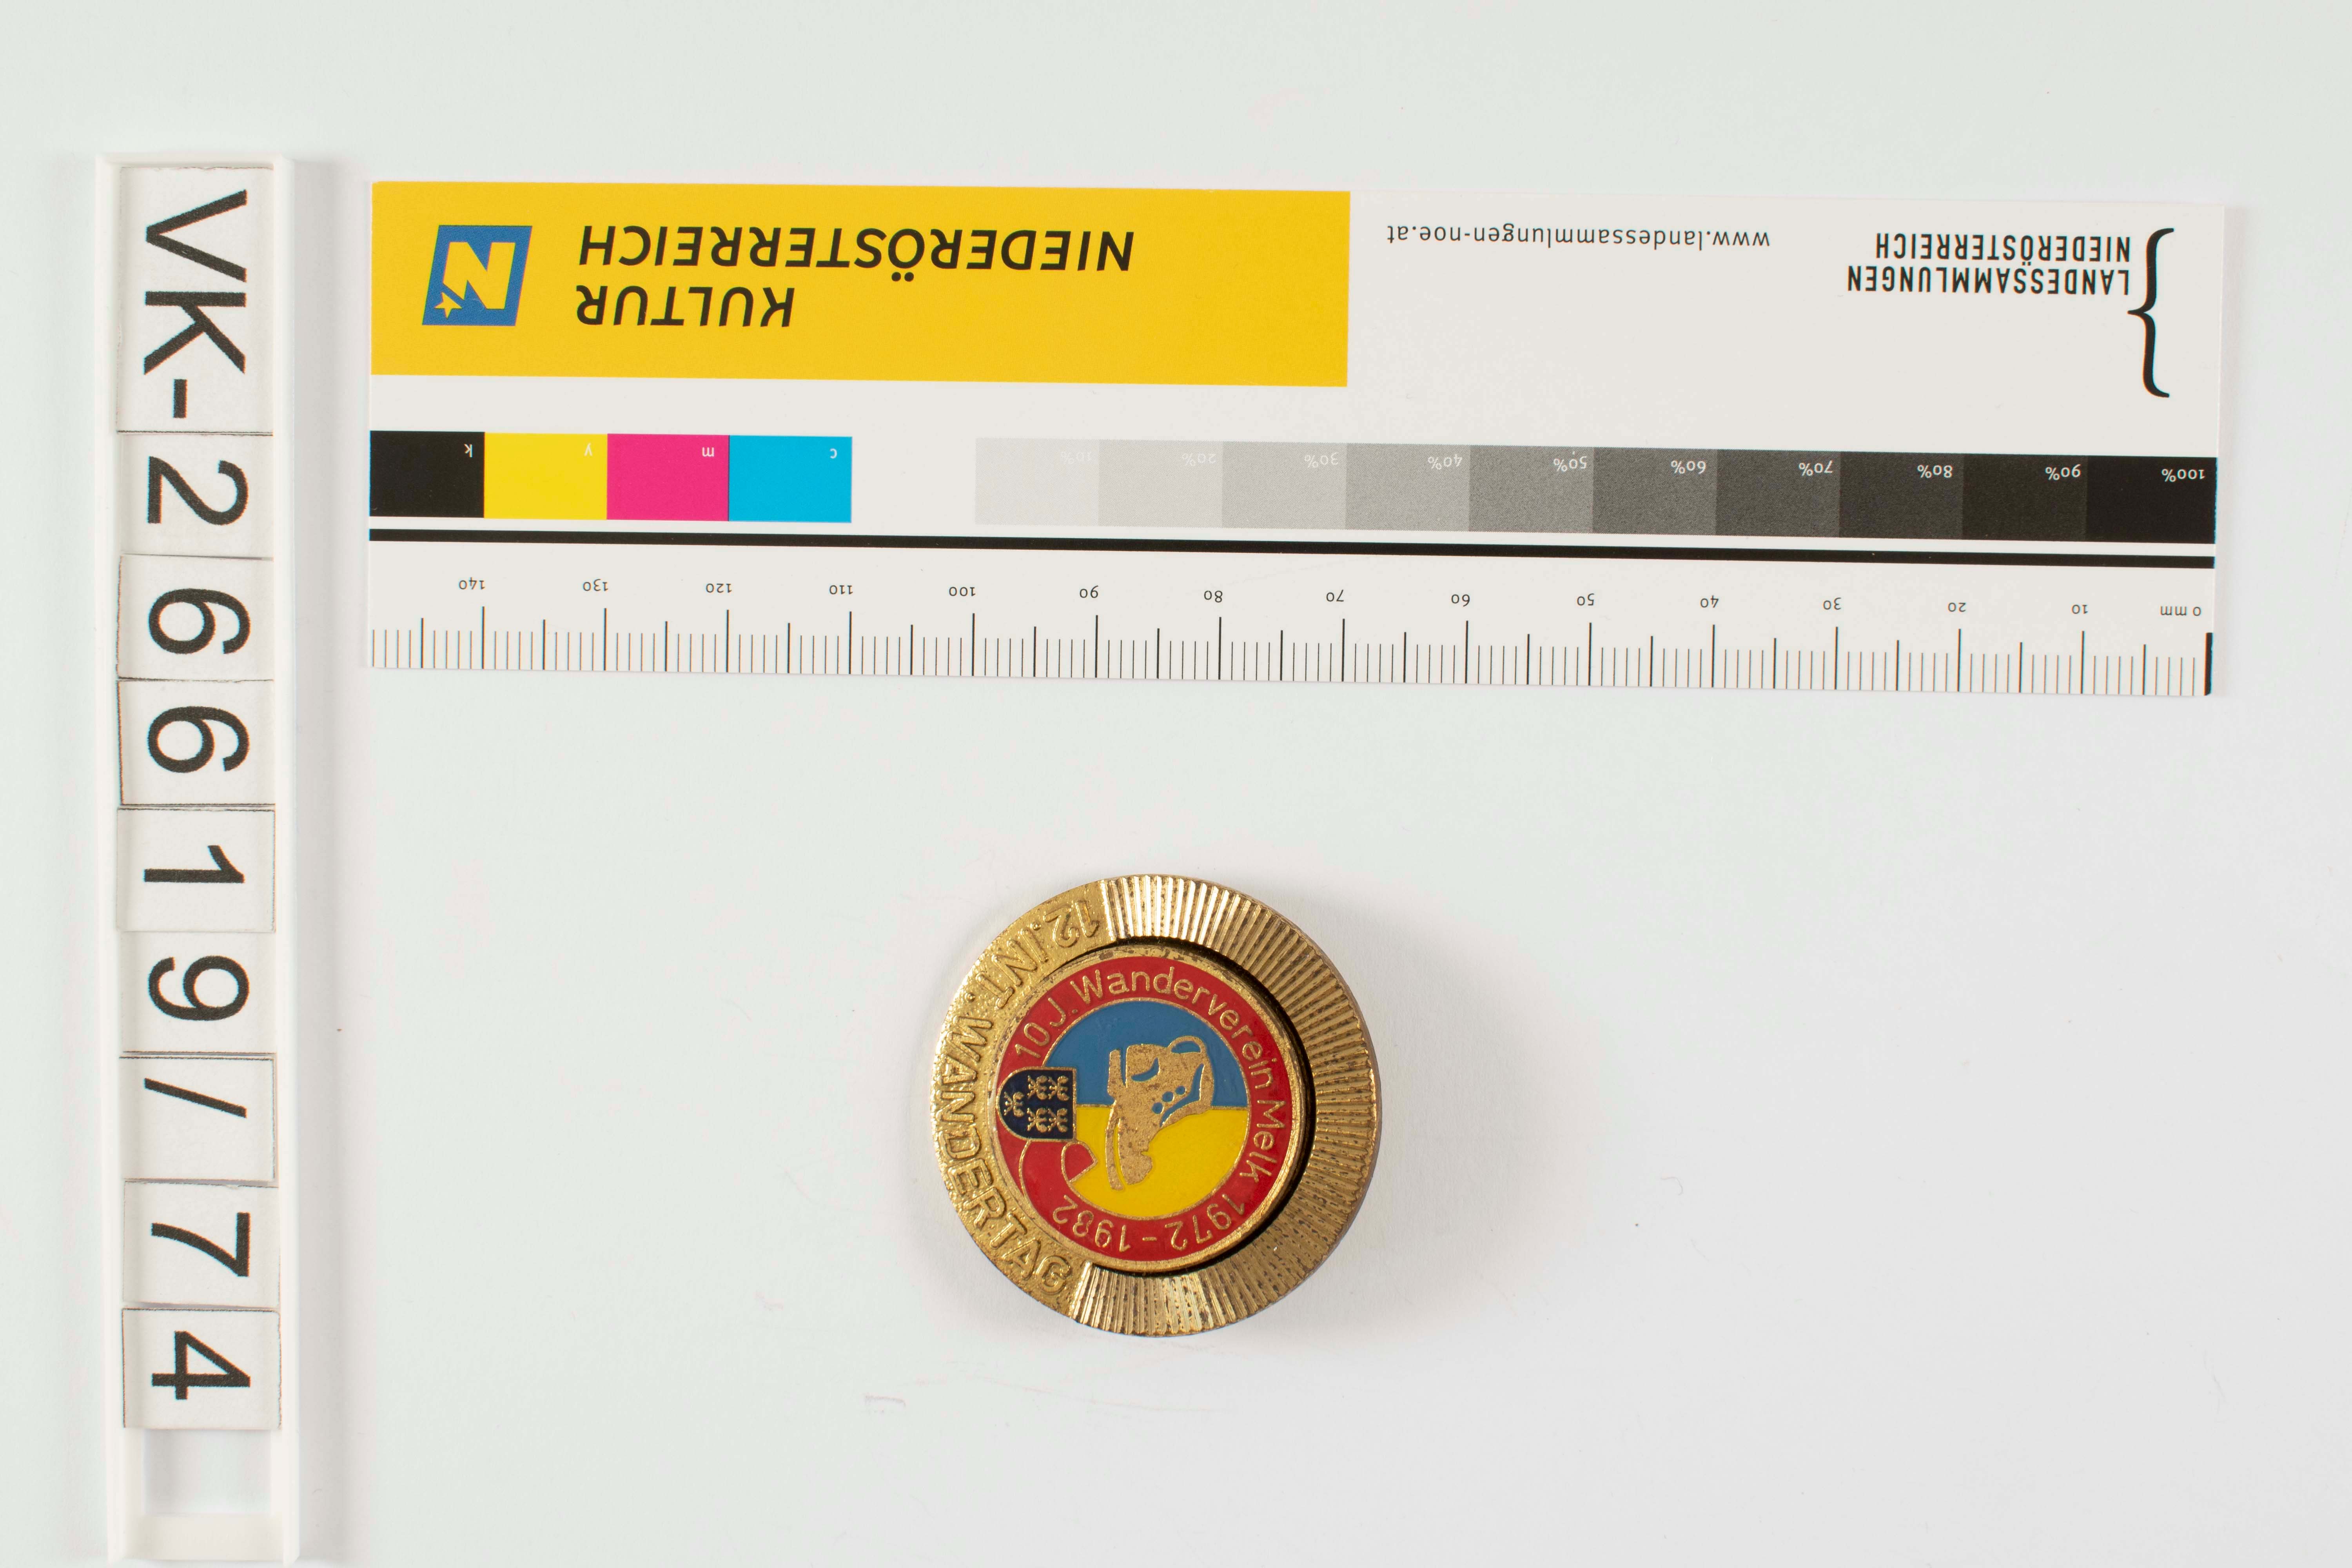 VK-26619/74
KULTUR
NIEDERÖSTERREICH
N
www.landessammlungen-noe.at
LANDESSAMMLUNGEN
NIEDERÖSTERREICH
100% 90% 80% 70% 60% 50% 40% 30% 20% 10%
c m y k
0 mm 10 20 30 40 50 60 70 80 90 100 110 120 130 140
12. INT. WANDERTAG
10 J. Wanderverein Melk 1972-1982